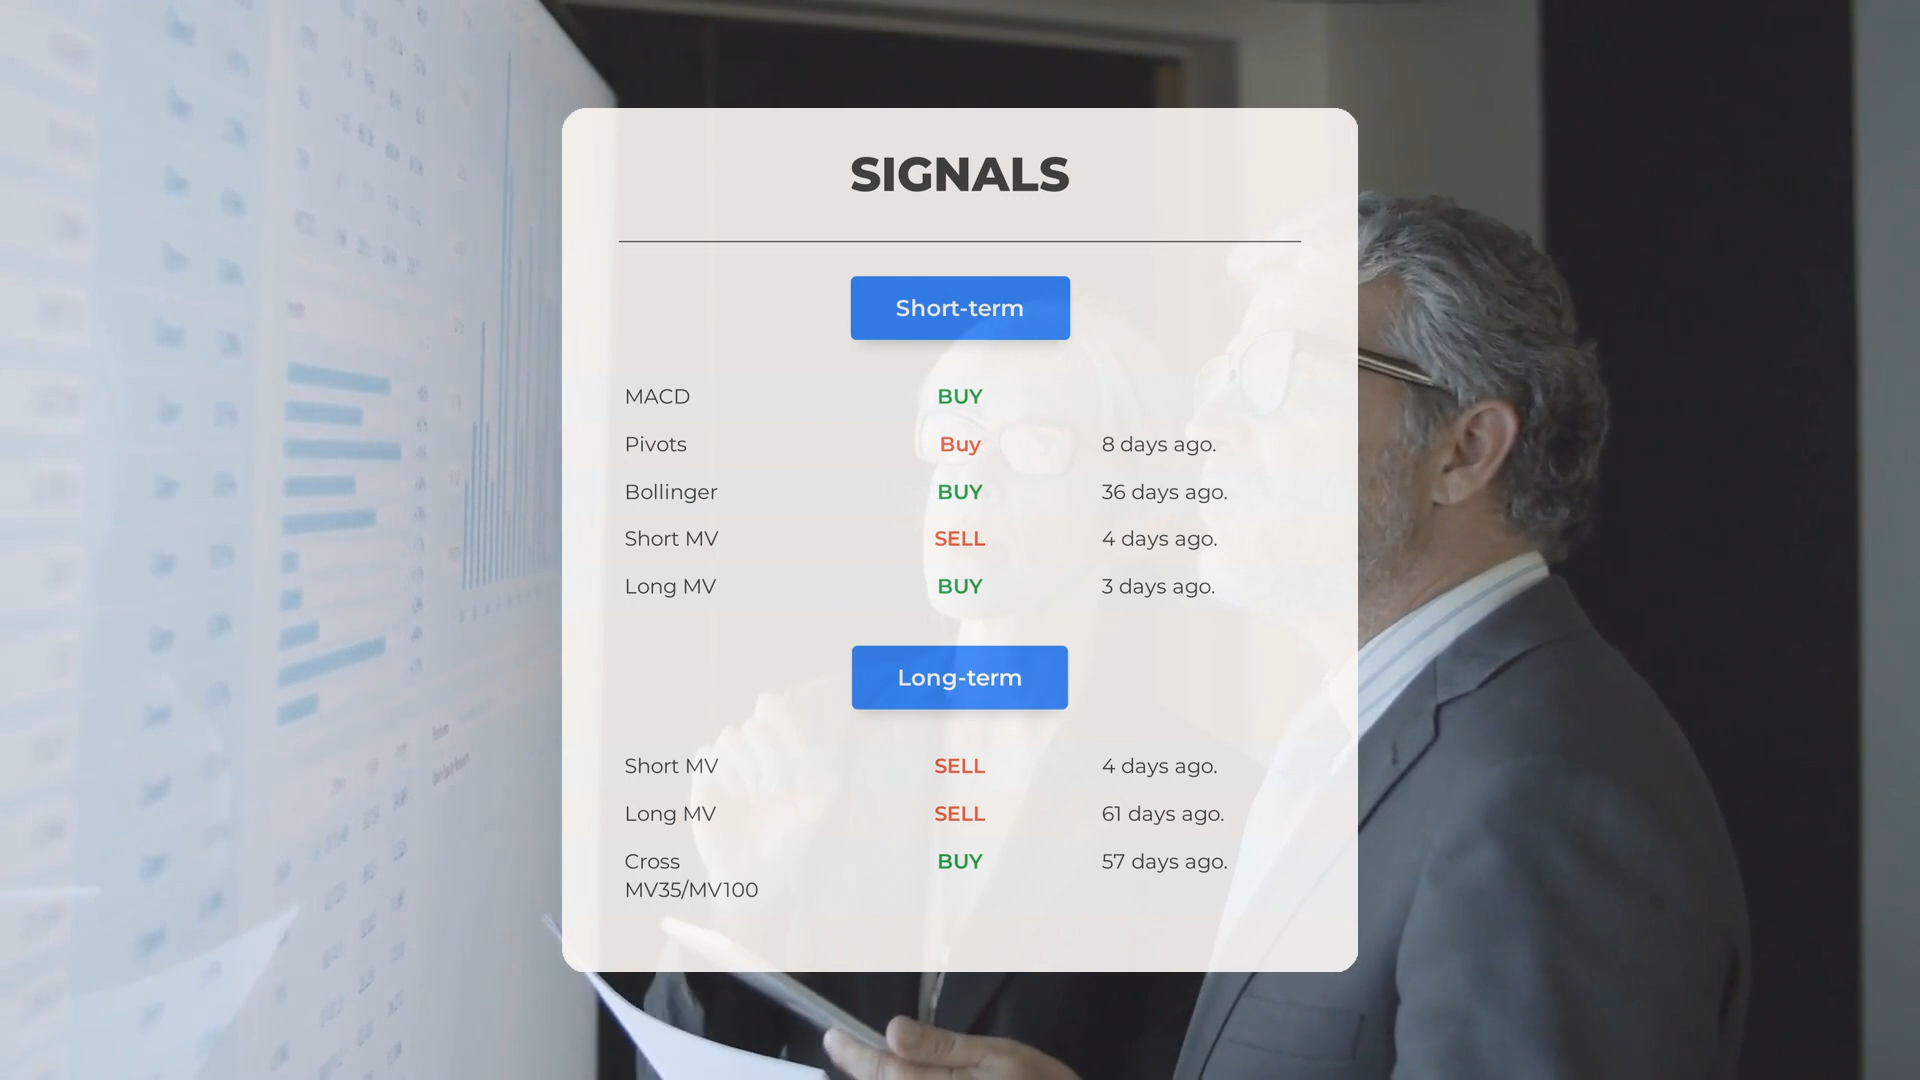 SIGNALS
Short-term
MACD BUY
Pivots Buy 8 days ago.
Bollinger BUY 36 days ago.
Short MV SELL 4 days ago.
Long MV BUY 3 days ago.
Long-term
Short MV SELL 4 days ago.
Long MV SELL 61 days ago.
Cross BUY 57 days ago.
MV35/MV100